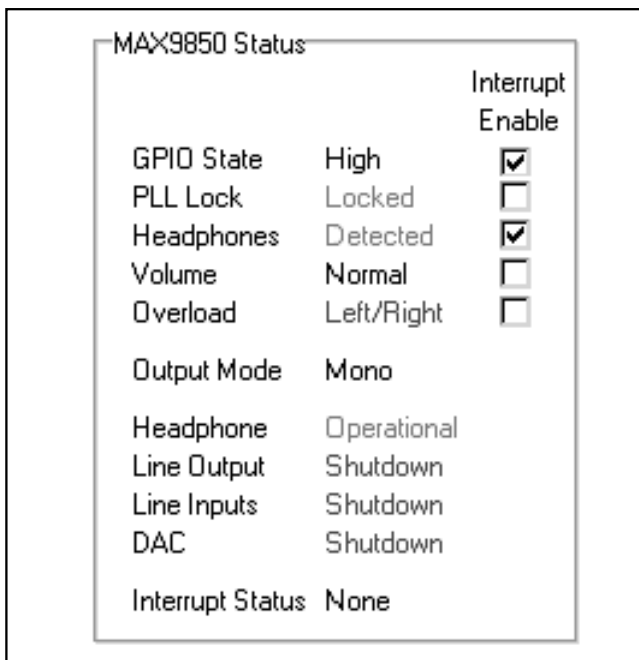 MAX9850 Status
Interrupt
Enable
GPIO State High
PLL Lock Locked
Headphones Detected
Volume Normal
Overload Left/Right
Output Mode Mono
Headphone Operational
Line Output Shutdown
Line Inputs Shutdown
DAC Shutdown
Interrupt Status None